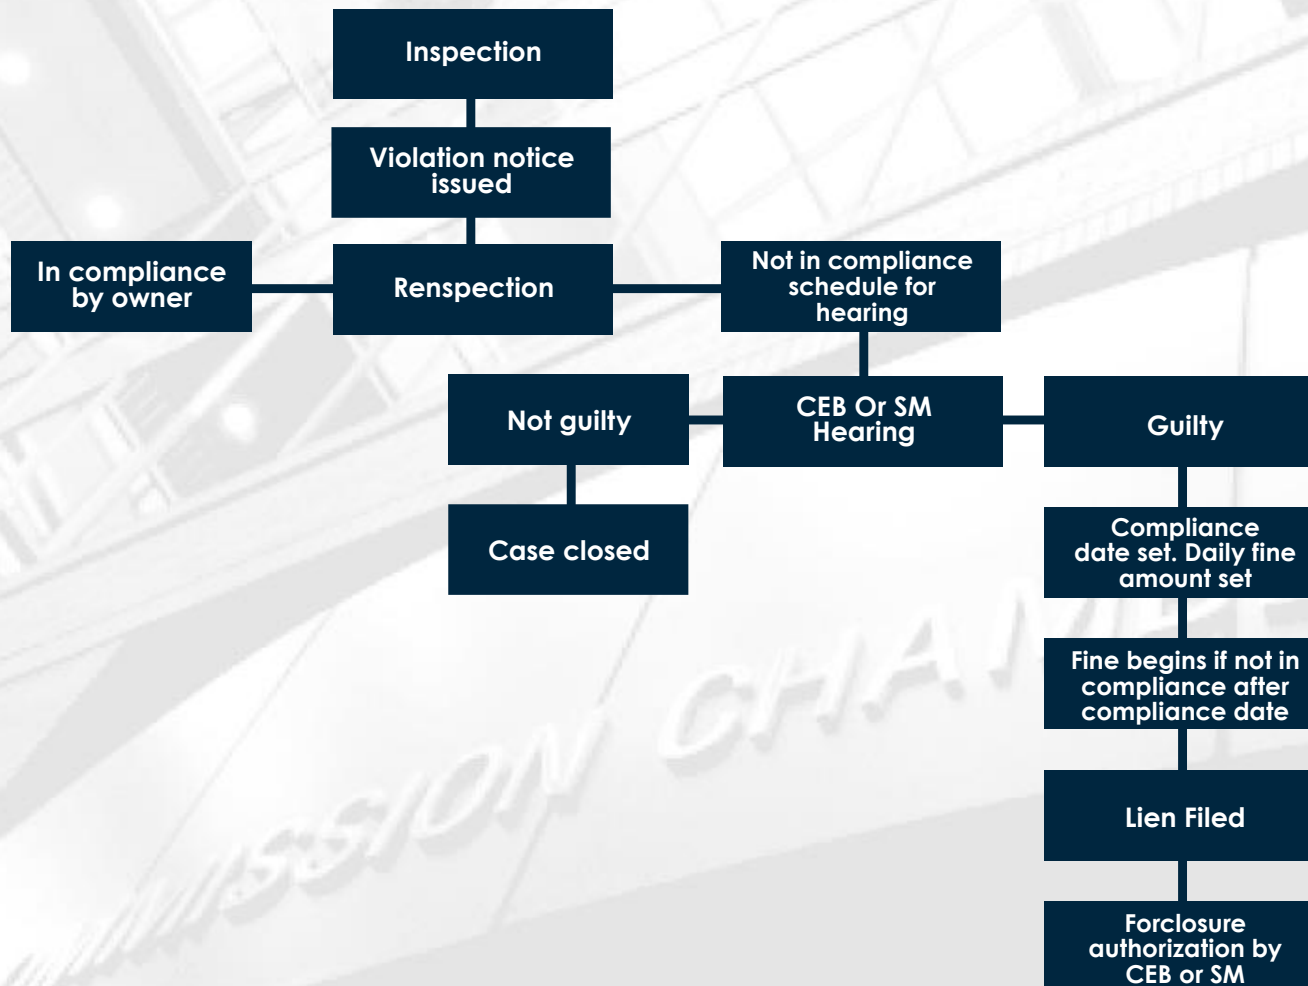 Inspection
Violation notice
issued
In compliance
by owner
Renspection
Not in compliance
schedule for
hearing
Not guilty
CEB Or SM
Hearing
Guilty
Case closed
Compliance
date set. Daily fine
amount set
Fine begins if not in
compliance after
compliance date
Lien Filed
Forclosure
authorization by
CEB or SM